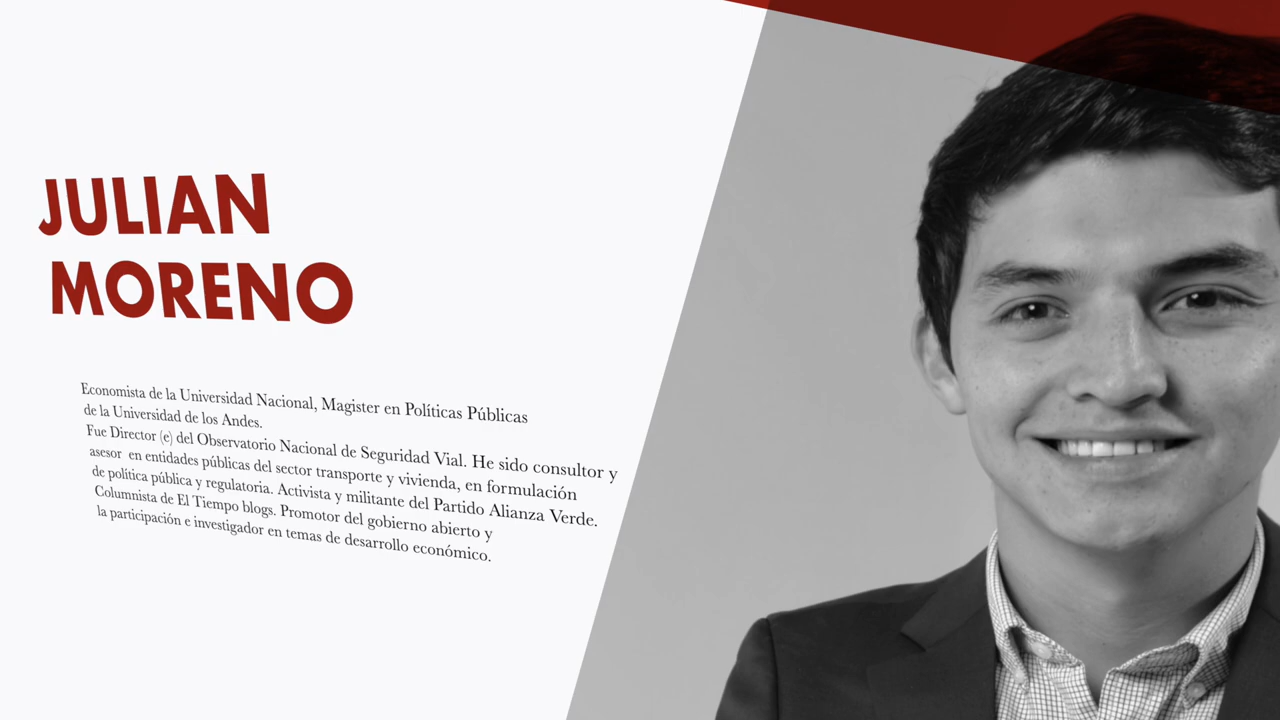 JULIAN
MORENO
Economista de la Universidad Nacional, Magister en Políticas Públicas
de la Universidad de los Andes.
Fue Director (e) del Observatorio Nacional de Seguridad Vial. He sido consultor y
asesor en entidades públicas del sector transporte y vivienda, en formulación
de política pública y regulatoria. Activista y militante del Partido Alianza Verde.
Columnista de El Tiempo blogs. Promotor del gobierno abierto y
la participación e investigador en temas de desarrollo económico.